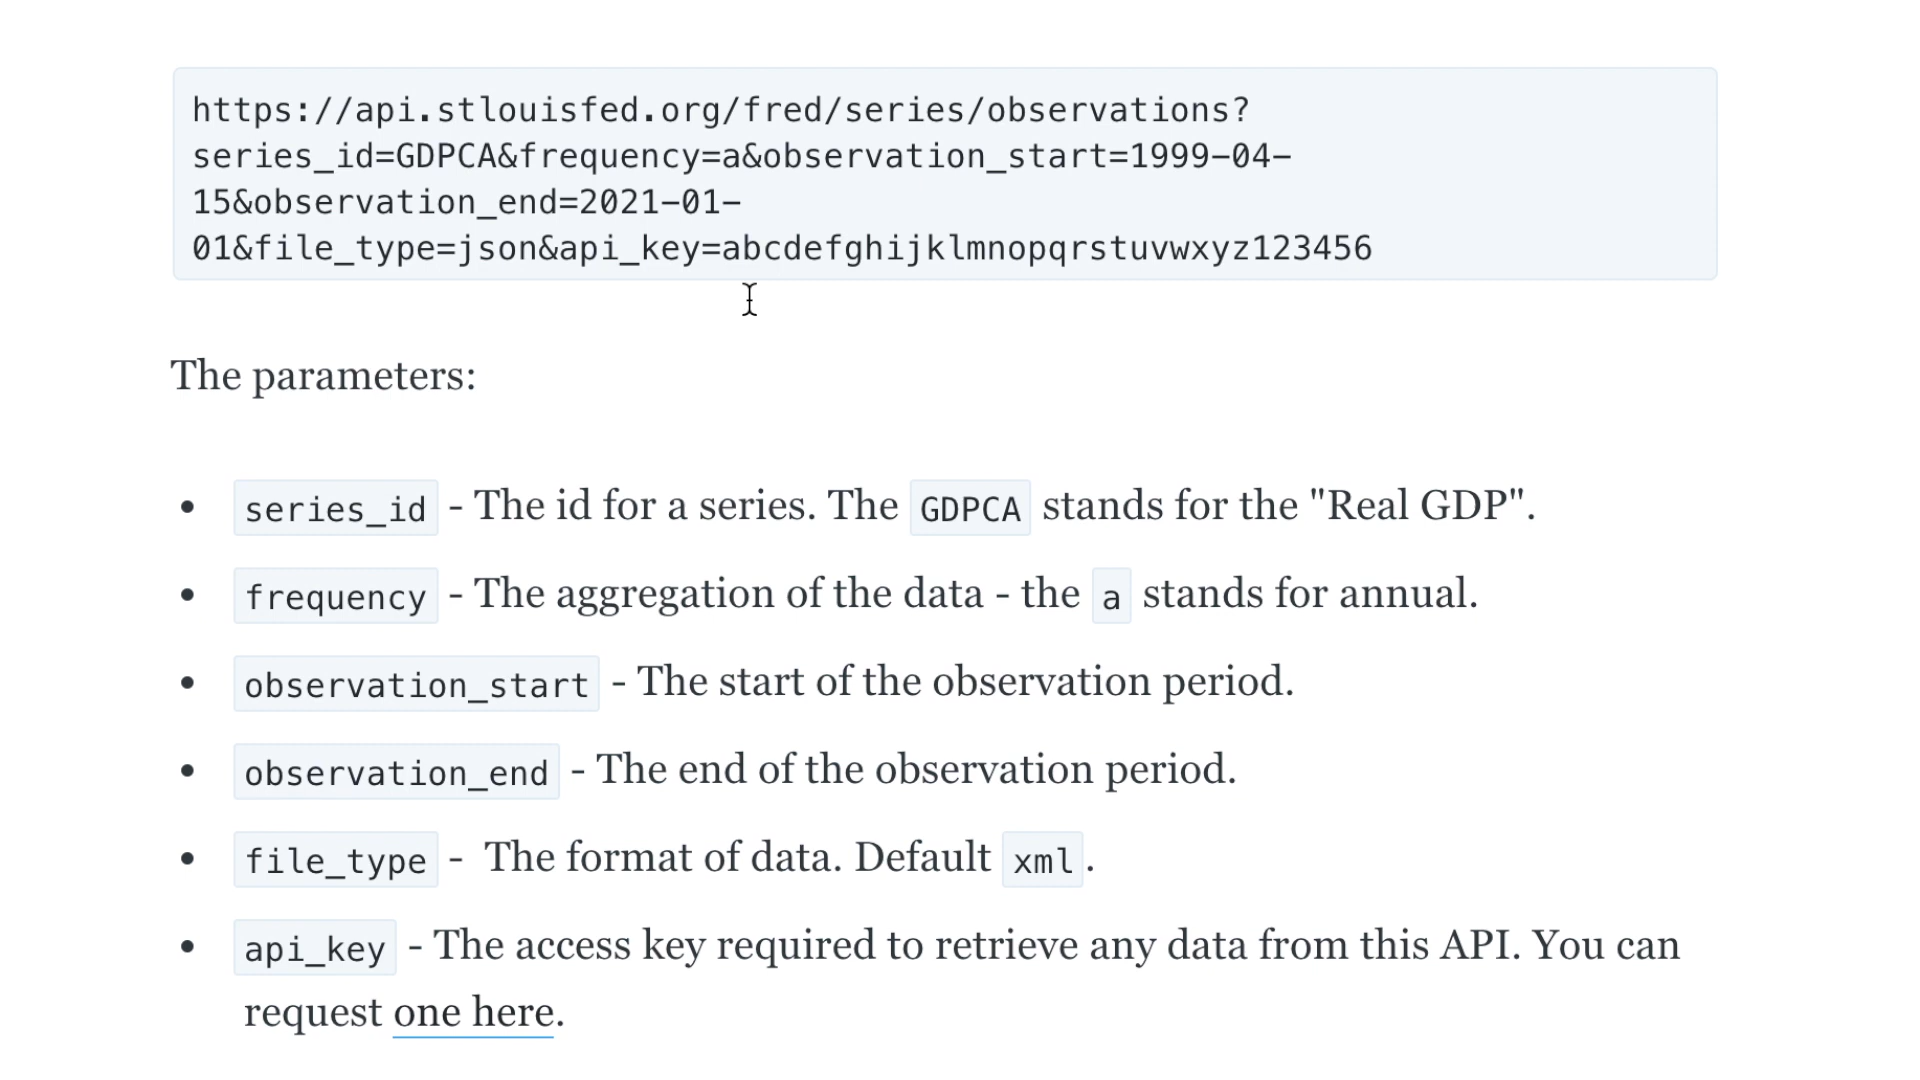 https://api.stlouisfed.org/fred/series/observations?
series_id=GDPCA&frequency=a&observation_start=1999-04-
15&observation_end=2021-01-
01&file_type=json&api_key=abcdefghijklmnopqrstuvwxyz123456
The parameters:
• series_id - The id for a series. The GDPCA stands for the "Real GDP".
• frequency - The aggregation of the data - the a stands for annual.
• observation_start - The start of the observation period.
• observation_end - The end of the observation period.
• file_type - The format of data. Default xml.
• api_key - The access key required to retrieve any data from this API. You can
request one here.